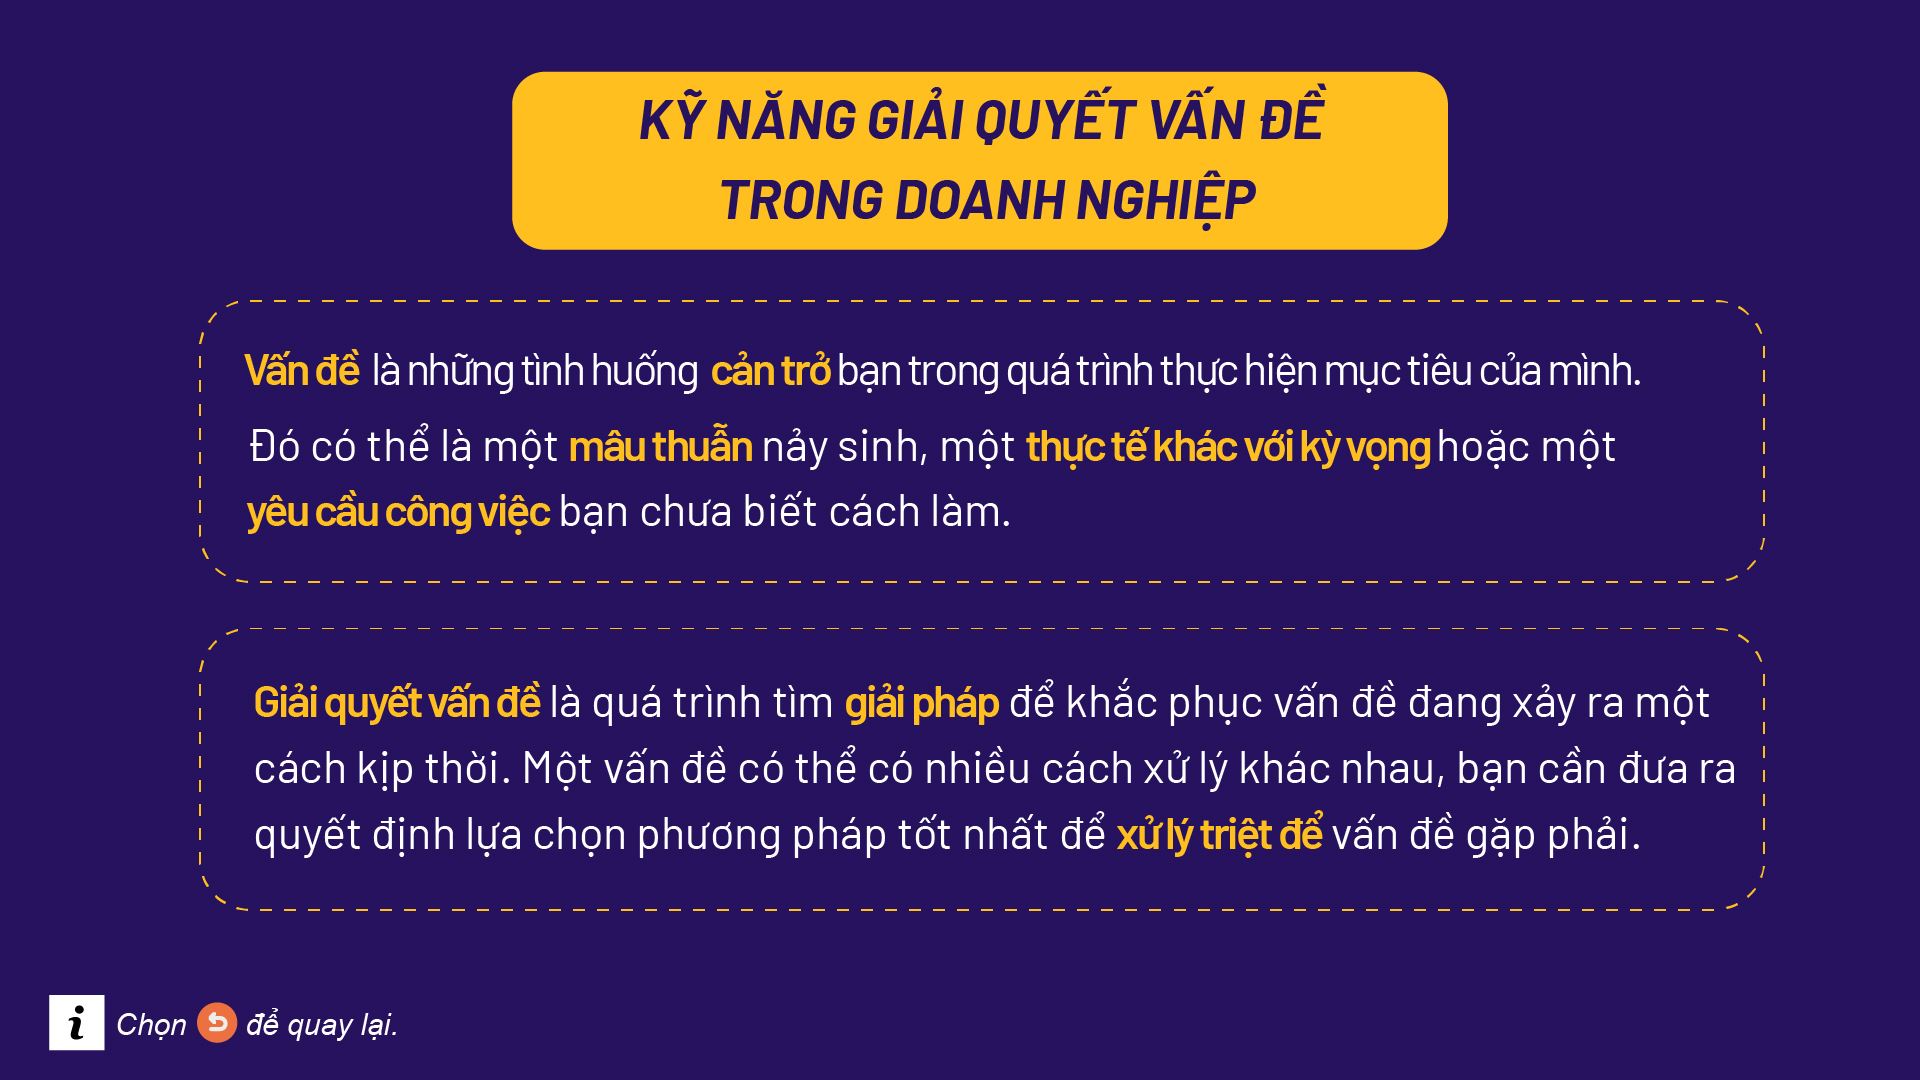 KỸ NĂNG GIẢI QUYẾT VẤN ĐỀ
TRONG DOANH NGHIỆP
Vấn đề là những tình huống cản trở bạn trong quá trình thực hiện mục tiêu của mình.
Đó có thể là một mâu thuẫn nảy sinh, một thực tế khác với kỳ vọng hoặc một
yêu cầu công việc bạn chưa biết cách làm.
Giải quyết vấn đề là quá trình tìm giải pháp để khắc phục vấn đề đang xảy ra một
cách kịp thời. Một vấn đề có thể có nhiều cách xử lý khác nhau, bạn cần đưa ra
quyết định lựa chọn phương pháp tốt nhất để xử lý triệt để vấn đề gặp phải.
i Chọn để quay lại.